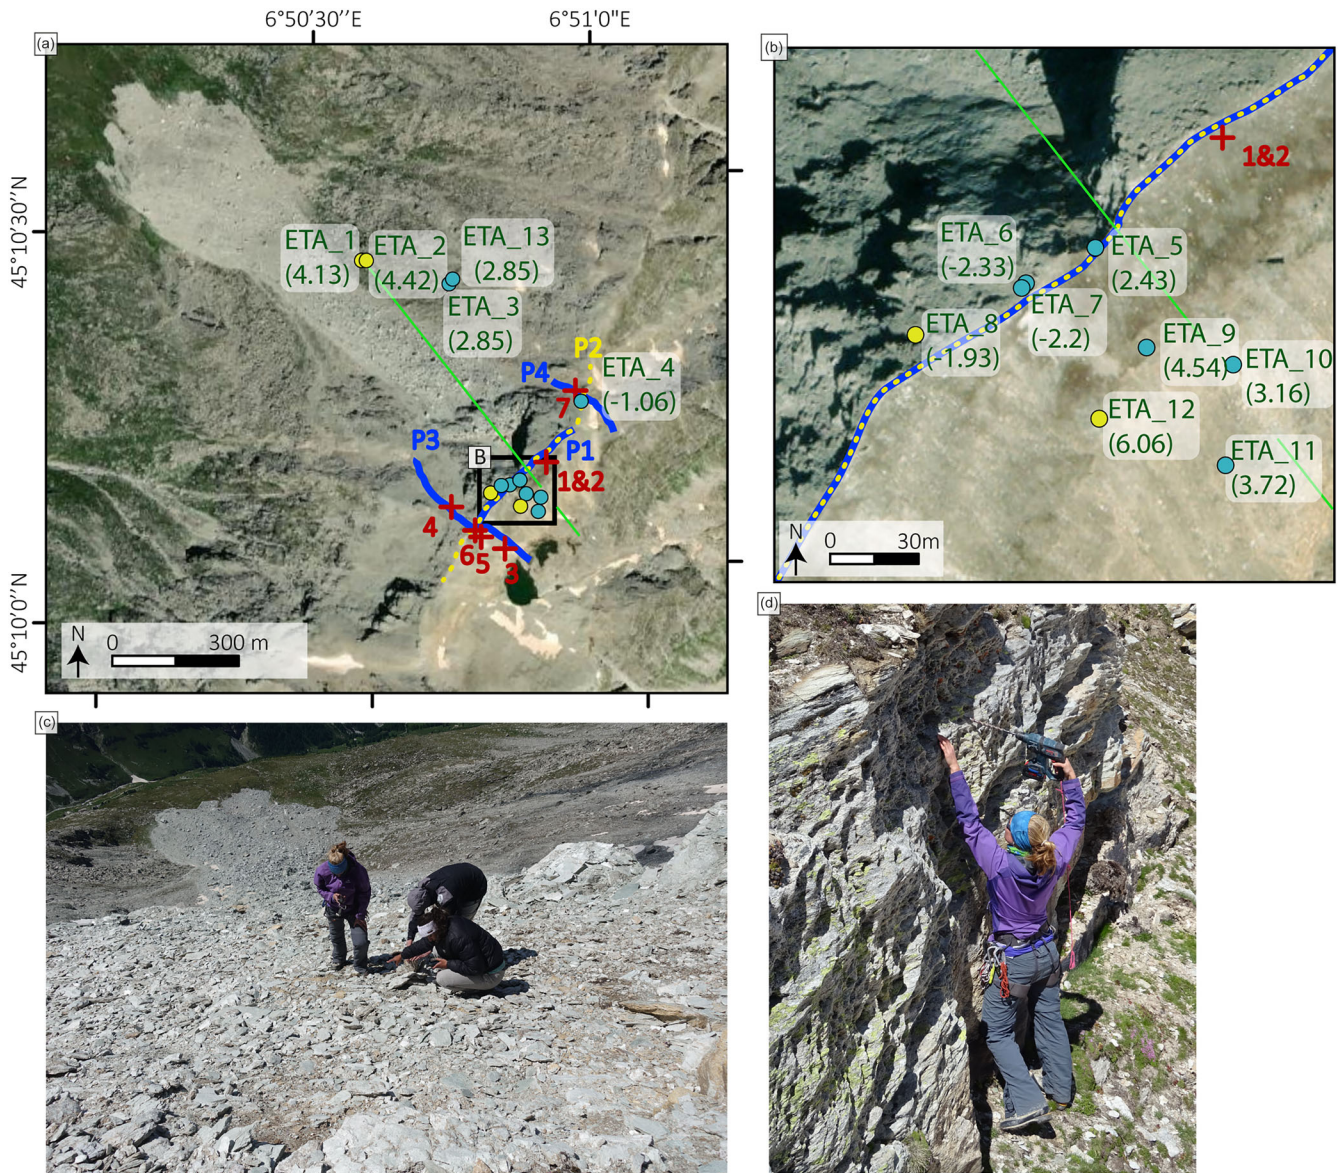 6°50'30''E
6°51'0"E
(a)
45°10'30''N
45°10'0''N
ETA_1
(4.13)
ETA_2
(4.42)
ETA_13
(2.85)
ETA_3
(2.85)
P2
P4
ETA_4
(-1.06)
7
P3
B
P1
1&2
4
6
5
3
N
0
300 m
(b)
1&2
ETA_6
(-2.33)
ETA_5
(2.43)
ETA_7
(-2.2)
ETA_8
(-1.93)
ETA_9
(4.54)
ETA_10
(3.16)
ETA_12
(6.06)
ETA_11
(3.72)
N
0
30m
(c)
(d)